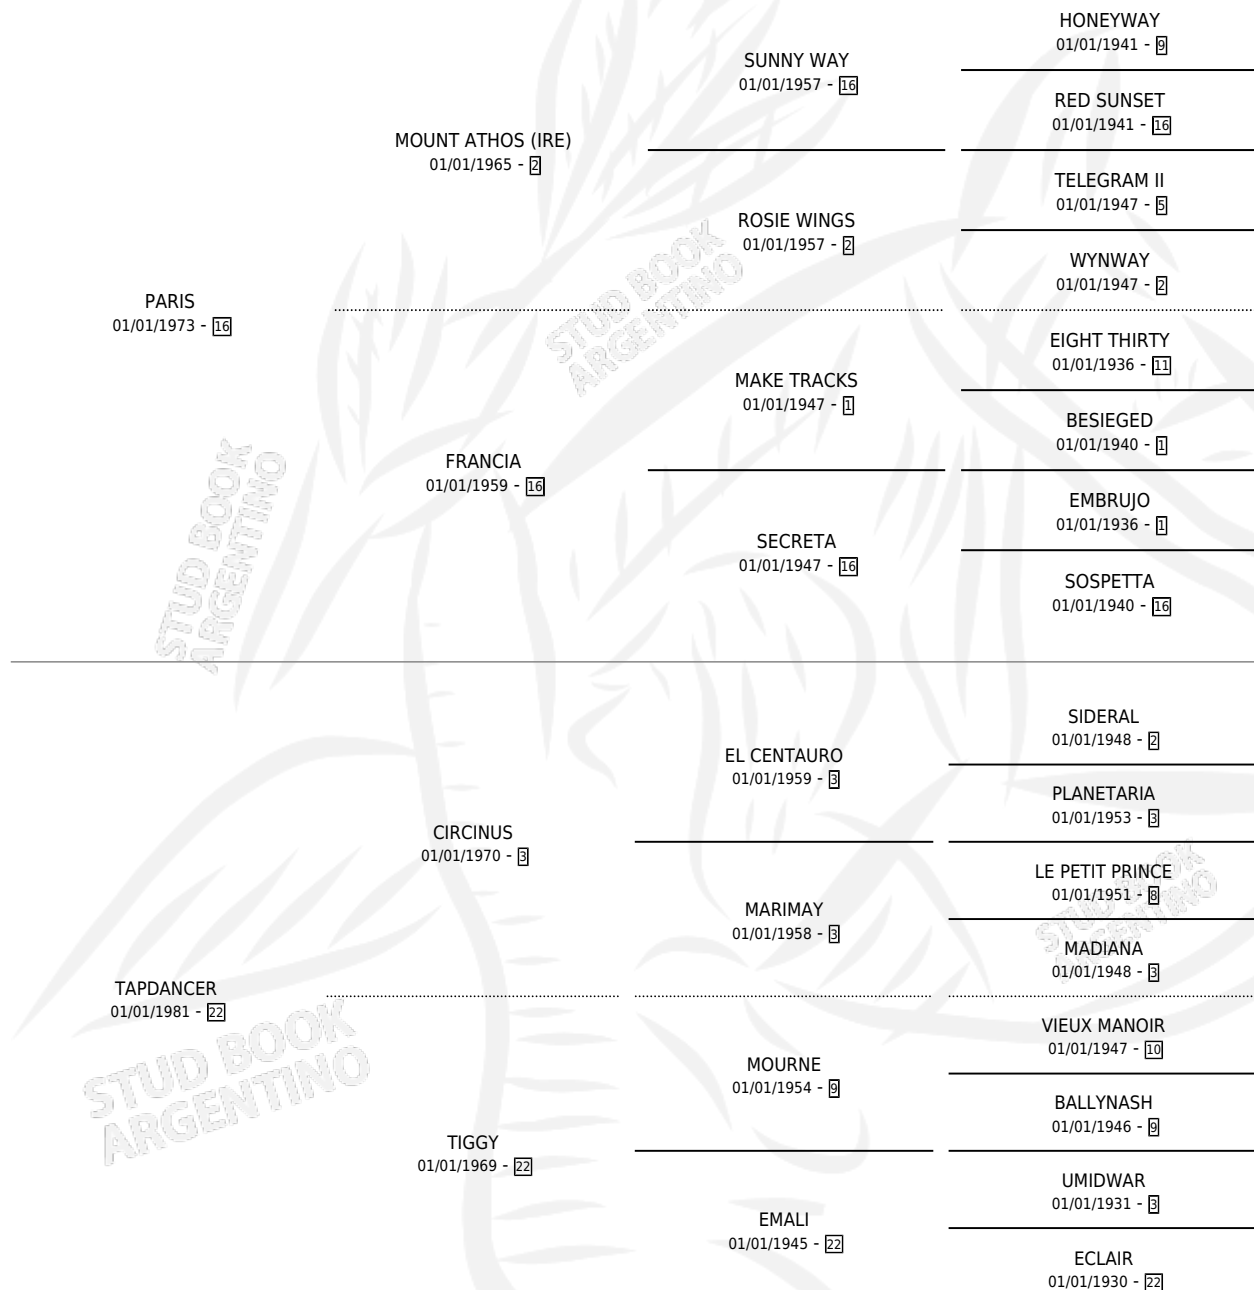 HONEYWAY
01/01/1941 - 9
SUNNY WAY
01/01/1957 - 16
RED SUNSET
01/01/1941 - 16
MOUNT ATHOS (IRE)
01/01/1965 - 2
TELEGRAM II
01/01/1947 - 5
ROSIE WINGS
01/01/1957 - 2
WYNWAY
01/01/1947 - 2
PARIS
01/01/1973 - 16
EIGHT THIRTY
01/01/1936 - 11
MAKE TRACKS
01/01/1947 - 1
BESIEGED
01/01/1940 - 1
FRANCIA
01/01/1959 - 16
EMBRUJO
01/01/1936 - 1
SECRETA
01/01/1947 - 16
SOSPETTA
01/01/1940 - 16
SIDERAL
01/01/1948 - 2
EL CENTAURO
01/01/1959 - 3
PLANETARIA
01/01/1953 - 3
CIRCINUS
01/01/1970 - 3
LE PETIT PRINCE
01/01/1951 - 8
MARIMAY
01/01/1958 - 3
MADIANA
01/01/1948 - 3
TAPDANCER
01/01/1981 - 22
VIEUX MANOIR
01/01/1947 - 10
MOURNE
01/01/1954 - 9
BALLYNASH
01/01/1946 - 9
TIGGY
01/01/1969 - 22
UMIDWAR
01/01/1931 - 3
EMALI
01/01/1945 - 22
ECLAIR
01/01/1930 - 22
STUD BOOK
ARGENTINO
STUD BOOK
ARGENTINO
STUD BOOK
ARGENTINO
STUD BOOK
ARGENTINO